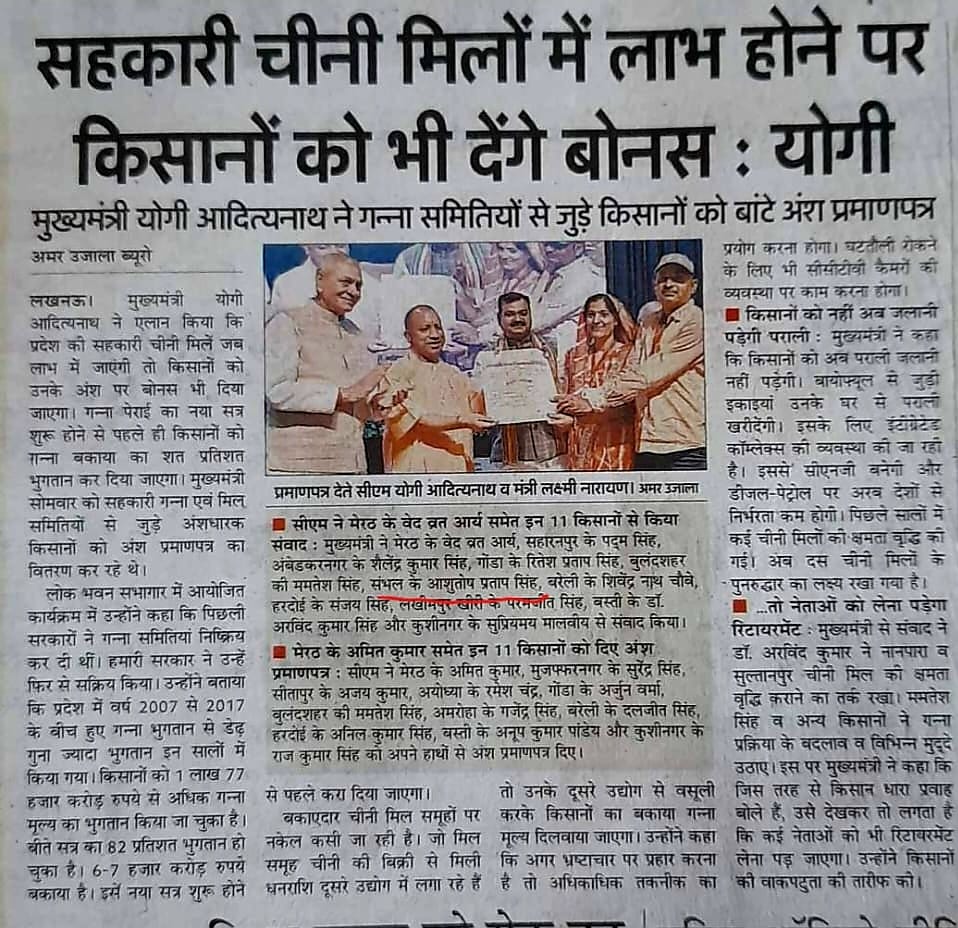 सहकारी चीनी मिलों में लाभ होने पर
किसानों को भी देंगे बोनस : योगी
मुख्यमंत्री योगी आदित्यनाथ ने गन्ना समितियों से जुड़े किसानों को बांटे अंश प्रमाणपत्र
अमर उजाला ब्यूरो
लखनऊ। मुख्यमंत्री योगी
आदित्यनाथ ने एलान किया कि
प्रदेश की सहकारी चीनी मिलें जब
लाभ में जाएंगी तो किसानों को
उनके अंश पर बोनस भी दिया
जाएगा। गन्ना पेराई का नया सत्र
शुरू होने से पहले ही किसानों को
गन्ना बकाया का शत प्रतिशत
भुगतान कर दिया जाएगा। मुख्यमंत्री
सोमवार को सहकारी गन्ना एवं मिल
समितियों से जुड़े अंशधारक
किसानों को अंश प्रमाणपत्र का
वितरण कर रहे थे।
लोक भवन सभागार में आयोजित
कार्यक्रम में उन्होंने कहा कि पिछली
सरकारों ने गन्ना समितियां निष्क्रिय
कर दी थीं। हमारी सरकार ने उन्हें
फिर से सक्रिय किया। उन्होंने बताया
कि प्रदेश में वर्ष 2007 से 2017
के बीच हुए गन्ना भुगतान से डेढ़
गुना ज्यादा भुगतान इन सालों में
किया गया। किसानों को 1 लाख 77
हजार करोड़ रुपये से अधिक गन्ना
मूल्य का भुगतान किया जा चुका है।
बीते सत्र का 82 प्रतिशत भुगतान हो
चुका है। 6-7 हजार करोड़ रुपये
बकाया है। इसे नया सत्र शुरू होने
प्रमाणपत्र देते सीएम योगी आदित्यनाथ व मंत्री लक्ष्मी नारायण। अमर उजाला
■ सीएम ने मेरठ के वेद व्रत आर्य समेत इन 11 किसानों से किया
संवाद : मुख्यमंत्री ने मेरठ के वेद व्रत आर्य, सहारनपुर के पदम सिंह,
अंबेडकरनगर के शैलेंद्र कुमार सिंह, गोंडा के रितेश प्रताप सिंह, बुलंदशहर
की ममतेश सिंह, संभल के आशुतोष प्रताप सिंह, बरेली के शिवेंद्र नाथ चौबे,
हरदोई के संजय सिंह, लखीमपुर खीरी के परमजीत सिंह, बस्ती के डॉ.
अरविंद कुमार सिंह और कुशीनगर के सुप्रियमय मालवीय से संवाद किया।
■ मेरठ के अमित कुमार समेत इन 11 किसानों को दिए अंश
प्रमाणपत्र : सीएम ने मेरठ के अमित कुमार, मुजफ्फरनगर के सुरेंद्र सिंह,
सीतापुर के अजय कुमार, अयोध्या के रमेश चंद्र, गोंडा के अर्जुन वर्मा,
बुलंदशहर की ममतेश सिंह, अमरोहा के गजेंद्र सिंह, बरेली के दलजीत सिंह,
हरदोई के अनिल कुमार सिंह, बस्ती के अनूप कुमार पांडेय और कुशीनगर के
राज कुमार सिंह को अपने हाथों से अंश प्रमाणपत्र दिए।
से पहले करा दिया जाएगा।
बकाएदार चीनी मिल समूहों पर
नकेल कसी जा रही है। जो मिल
समूह चीनी की बिक्री से मिली
धनराशि दूसरे उद्योग में लगा रहे हैं
तो उनके दूसरे उद्योग से वसूली
करके किसानों का बकाया गन्ना
मूल्य दिलवाया जाएगा। उन्होंने कहा
कि अगर भ्रष्टाचार पर प्रहार करना
है तो अधिकाधिक तकनीक का
प्रयोग करना होगा। घटतौली रोकने
के लिए भी सीसीटीवी कैमरों की
व्यवस्था पर काम करना होगा।
■ किसानों को नहीं अब जलानी
पड़ेगी पराली : मुख्यमंत्री ने कहा
कि किसानों को अब पराली जलानी
नहीं पड़ेगी। बायोफ्यूल से जुड़ी
इकाइयां उनके घर से पराली
खरीदेंगी। इसके लिए इंटीग्रेटेड
कॉम्प्लेक्स की व्यवस्था की जा रही
है। इससे सीएनजी बनेगी और
डीजल-पेट्रोल पर अरब देशों से
निर्भरता कम होगी। पिछले सालों में
कई चीनी मिलों की क्षमता वृद्धि की
गई। अब दस चीनी मिलों के
पुनरुद्धार का लक्ष्य रखा गया है।
■ ...तो नेताओं को लेना पड़ेगा
रिटायरमेंट : मुख्यमंत्री से संवाद ने
डॉ. अरविंद कुमार ने नानपारा व
सुल्तानपुर चीनी मिल की क्षमता
वृद्धि कराने का तर्क रखा। ममतेश
सिंह व अन्य किसानों ने गन्ना
प्रक्रिया के बदलाव व विभिन्न मुद्दे
उठाए। इस पर मुख्यमंत्री ने कहा कि
जिस तरह से किसान धारा प्रवाह
बोले हैं, उसे देखकर तो लगता है
कि कई नेताओं को भी रिटायरमेंट
लेना पड़ जाएगा। उन्होंने किसानों
की वाकपटुता की तारीफ की।